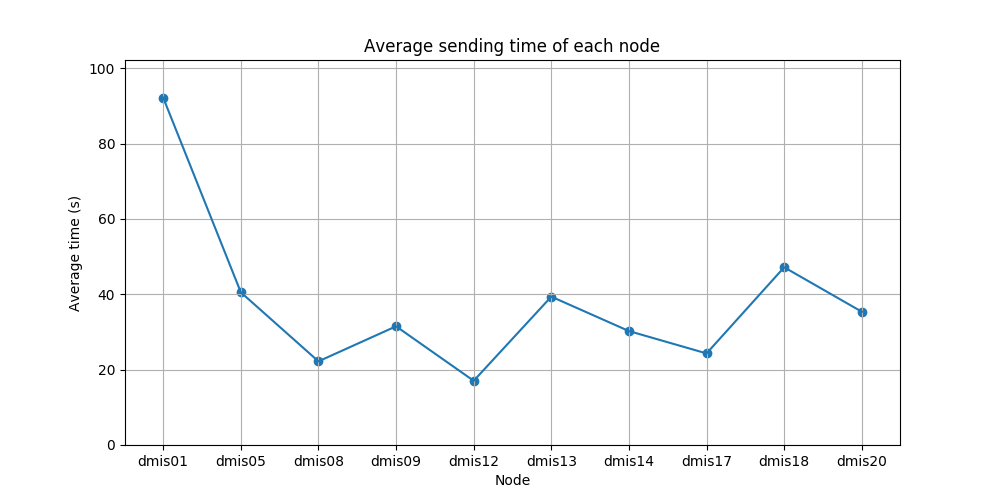 Average sending time of each node
100
80
60
40
20
0
Average time (s)
dmis01 dmis05 dmis08 dmis09 dmis12 dmis13 dmis14 dmis17 dmis18 dmis20
Node